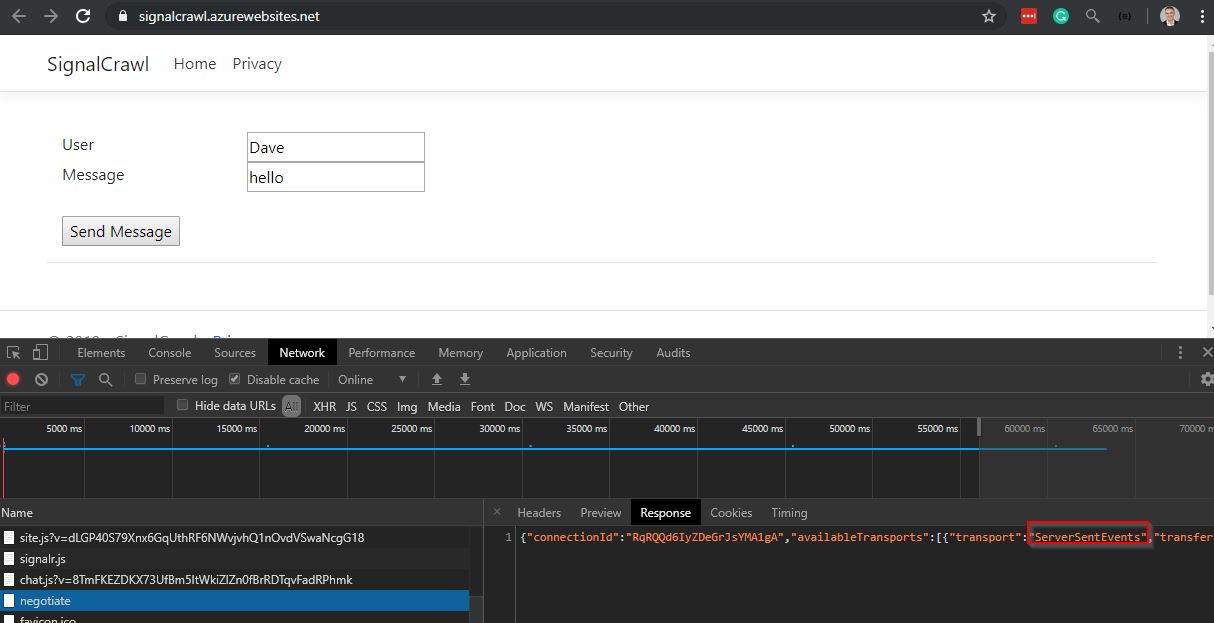 signalcrawl.azurewebsites.net
SignalCrawl Home Privacy
User Dave
Message hello
Send Message
Elements Console Sources Network Performance Memory Application Security Audits
Preserve log Disable cache Online
Filter Hide data URLs All XHR JS CSS Img Media Font Doc WS Manifest Other
5000 ms 10000 ms 15000 ms 20000 ms 25000 ms 30000 ms 35000 ms 40000 ms 45000 ms 50000 ms 55000 ms 60000 ms 65000 ms 70000 m
Name Headers Preview Response Cookies Timing
site.js?v=dLGP40S79Xnx6GqUthRF6NWvjvhQ1nOvdVSwaNcgG18 1 {"connectionId":"RqRQQd6IyZDeGrJsYMA1gA","availableTransports":[{"transport":"ServerSentEvents","transfer
signalr.js
chat.js?v=8TmFKEZDKX73UfBm5ItWkiZIZn0fBrRDTqvFadRPhmk
negotiate
favicon.ico